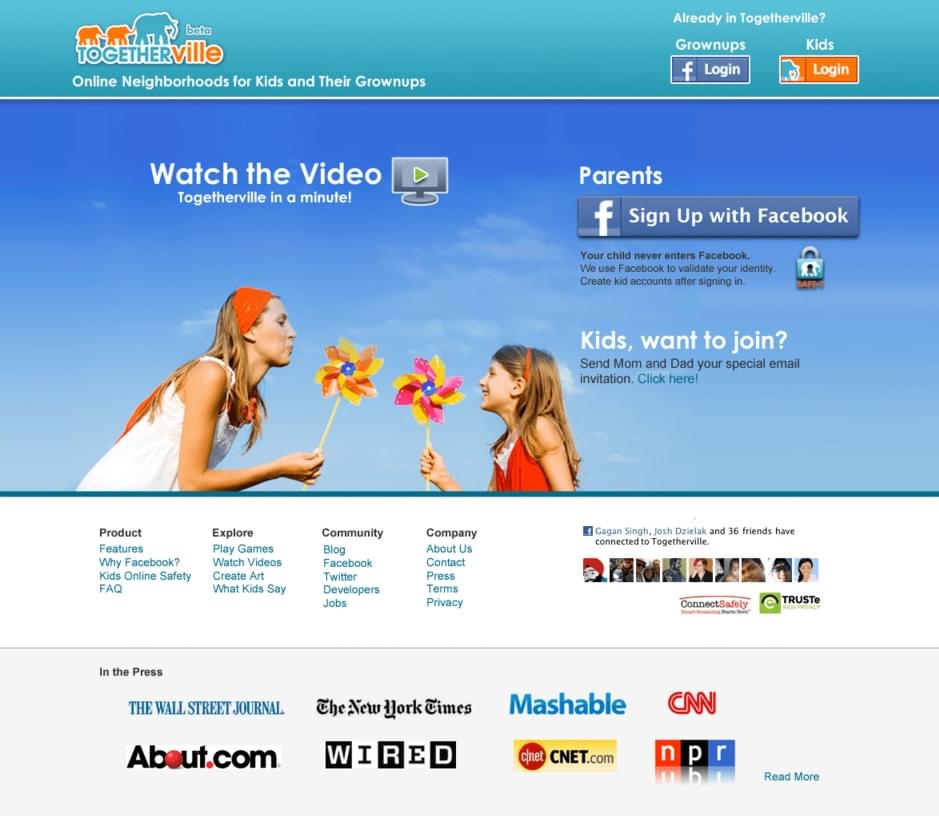 beta
TOGETHERville
Online Neighborhoods for Kids and Their Grownups
Already in Togetherville?
Grownups
Login
Kids
Login
Watch the Video
Togetherville in a minute!
Parents
Sign Up with Facebook
Your child never enters Facebook.
We use Facebook to validate your identity.
Create kid accounts after signing in.
Kids, want to join?
Send Mom and Dad your special email
invitation. Click here!
Product
Features
Why Facebook?
Kids Online Safety
FAQ
Explore
Play Games
Watch Videos
Create Art
What Kids Say
Community
Blog
Facebook
Twitter
Developers
Jobs
Company
About Us
Contact
Press
Terms
Privacy
Gagan Singh, Josh Dzielak and 36 friends have
connected to Togetherville.
ConnectSafely
Smart Socializing Starts Here
TRUSTe
KIDS PRIVACY
In the Press
THE WALL STREET JOURNAL.
The New York Times
Mashable
CNN
About.com
WIRED
c|net CNET.com
npr
Read More